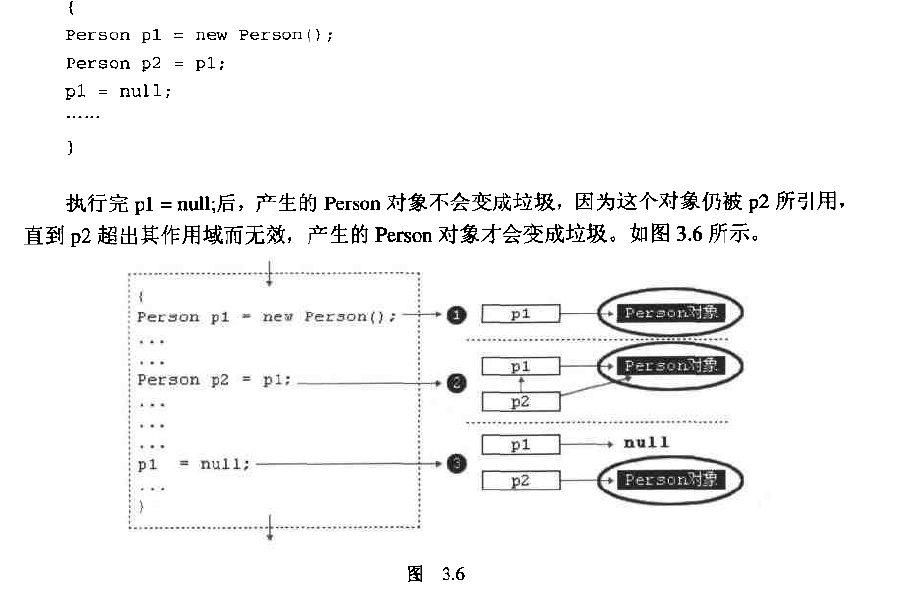 {
Person p1 = new Person();
Person p2 = p1;
p1 = null;
……
}
执行完 p1 = null;后，产生的 Person 对象不会变成垃圾，因为这个对象仍被 p2 所引用，
直到 p2 超出其作用域而无效，产生的 Person 对象才会变成垃圾。如图 3.6 所示。
{
Person p1 = new Person();
...
...
Person p2 = p1;
...
...
...
p1 = null;
...
}
1 p1 Person对象
2 p1 Person对象
p2
3 p1 null
p2 Person对象
图 3.6